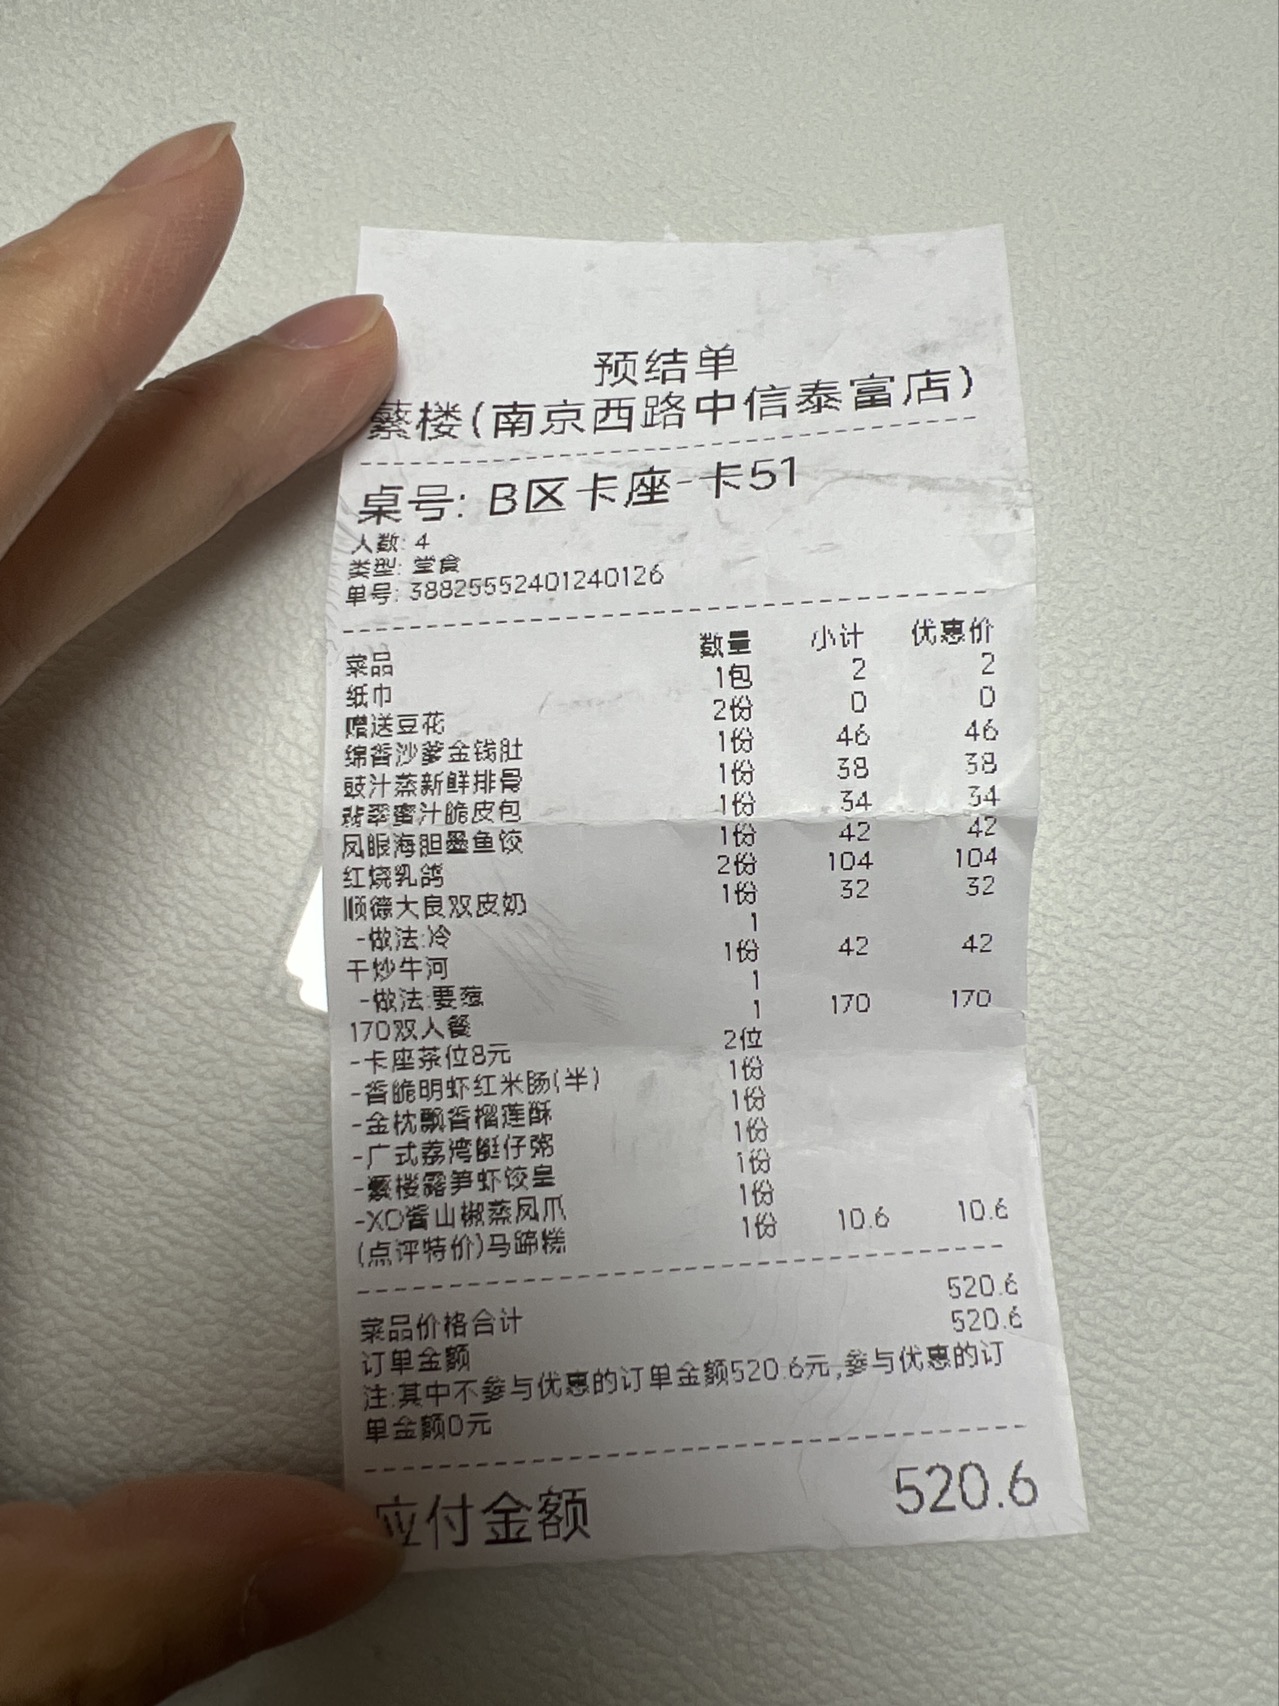 预结单
蘩楼(南京西路中信泰富店)
桌号: B区卡座-卡51
人数: 4
类型: 堂食
单号: 38825552401240126
菜品 数量 小计 优惠价
纸巾 1包 2 2
赠送豆花 2份 0 0
绵香沙爹金钱肚 1份 46 46
豉汁蒸新鲜排骨 1份 38 38
翡翠蜜汁脆皮包 1份 34 34
凤眼海胆墨鱼饺 1份 42 42
红烧乳鸽 2份 104 104
顺德大良双皮奶 1份 32 32
-做法:冷 1
干炒牛河 1份 42 42
-做法:要葱 1
170双人餐 1 170 170
-卡座茶位8元 2位
-香脆明虾红米肠(半) 1份
-金枕飘香榴莲酥 1份
-广式荔湾艇仔粥 1份
-蘩楼露笋虾饺皇 1份
-XO酱山椒蒸凤爪 1份
(点评特价)马蹄糕 1份 10.6 10.6
菜品价格合计 520.6
订单金额 520.6
注:其中不参与优惠的订单金额520.6元,参与优惠的订
单金额0元
应付金额 520.6